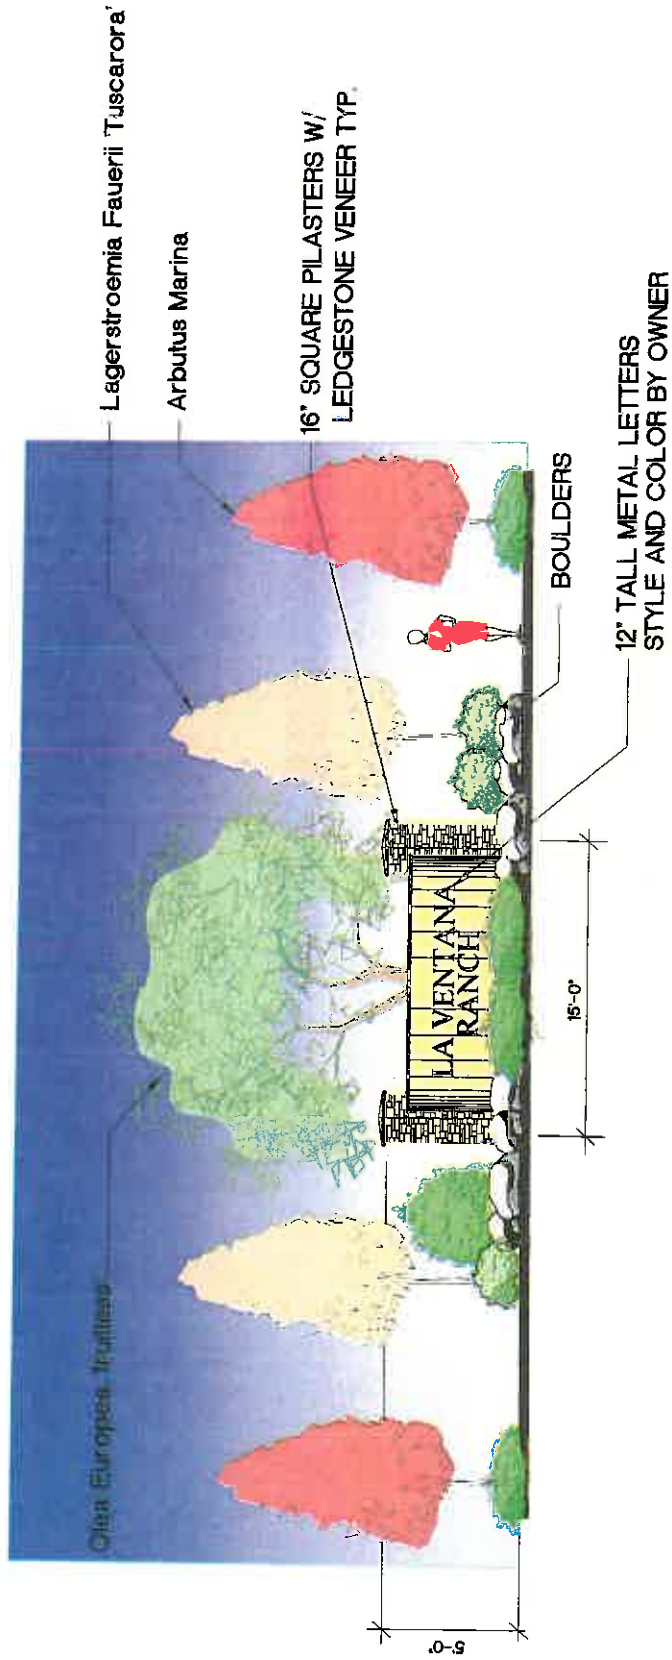 Olea Europea fruitless
Lagerstroemia Fauerii 'Tuscarora'
Arbutus Marina
16" SQUARE PILASTERS W/
LEDGESTONE VENEER TYP.
LA VENTANA
RANCH
5'-0"
15'-0"
BOULDERS
12" TALL METAL LETTERS
STYLE AND COLOR BY OWNER